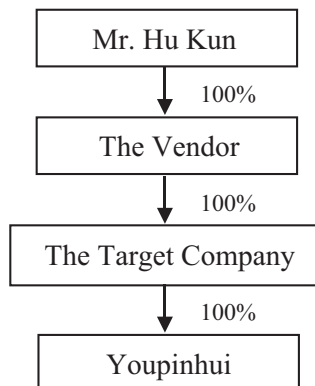 Mr. Hu Kun
100%
The Vendor
100%
The Target Company
100%
Youpinhui